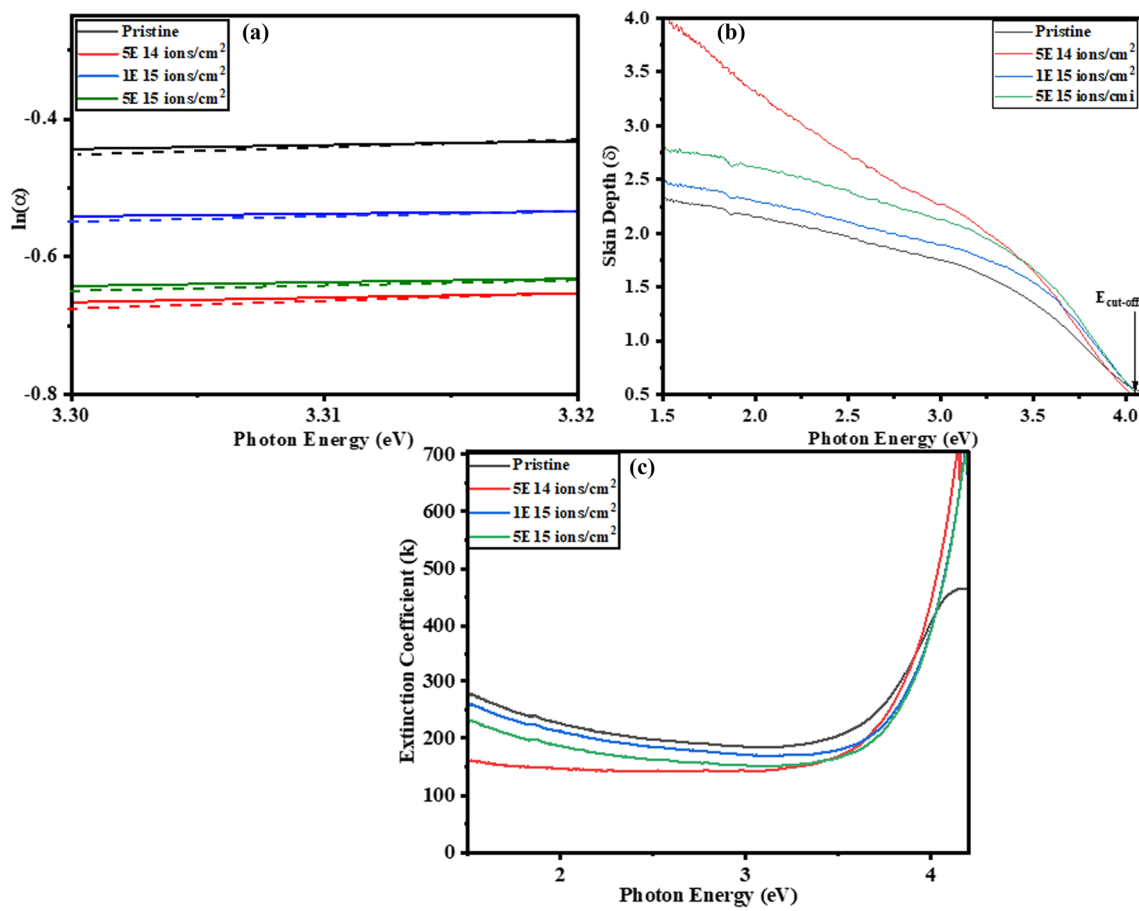 (a)
Pristine
5E 14 ions/cm²
1E 15 ions/cm²
5E 15 ions/cm²
-0.4
-0.6
-0.8
ln(α)
3.30
3.31
3.32
Photon Energy (eV)
(b)
Pristine
5E 14 ions/cm²
1E 15 ions/cm²
5E 15 ions/cmi
4.0
3.5
3.0
2.5
2.0
1.5
1.0
0.5
Skin Depth (δ)
E cut-off
1.5
2.0
2.5
3.0
3.5
4.0
Photon Energy (eV)
(c)
Pristine
5E 14 ions/cm²
1E 15 ions/cm²
5E 15 ions/cm²
700
600
500
400
300
200
100
0
Extinction Coefficient (k)
2
3
4
Photon Energy (eV)